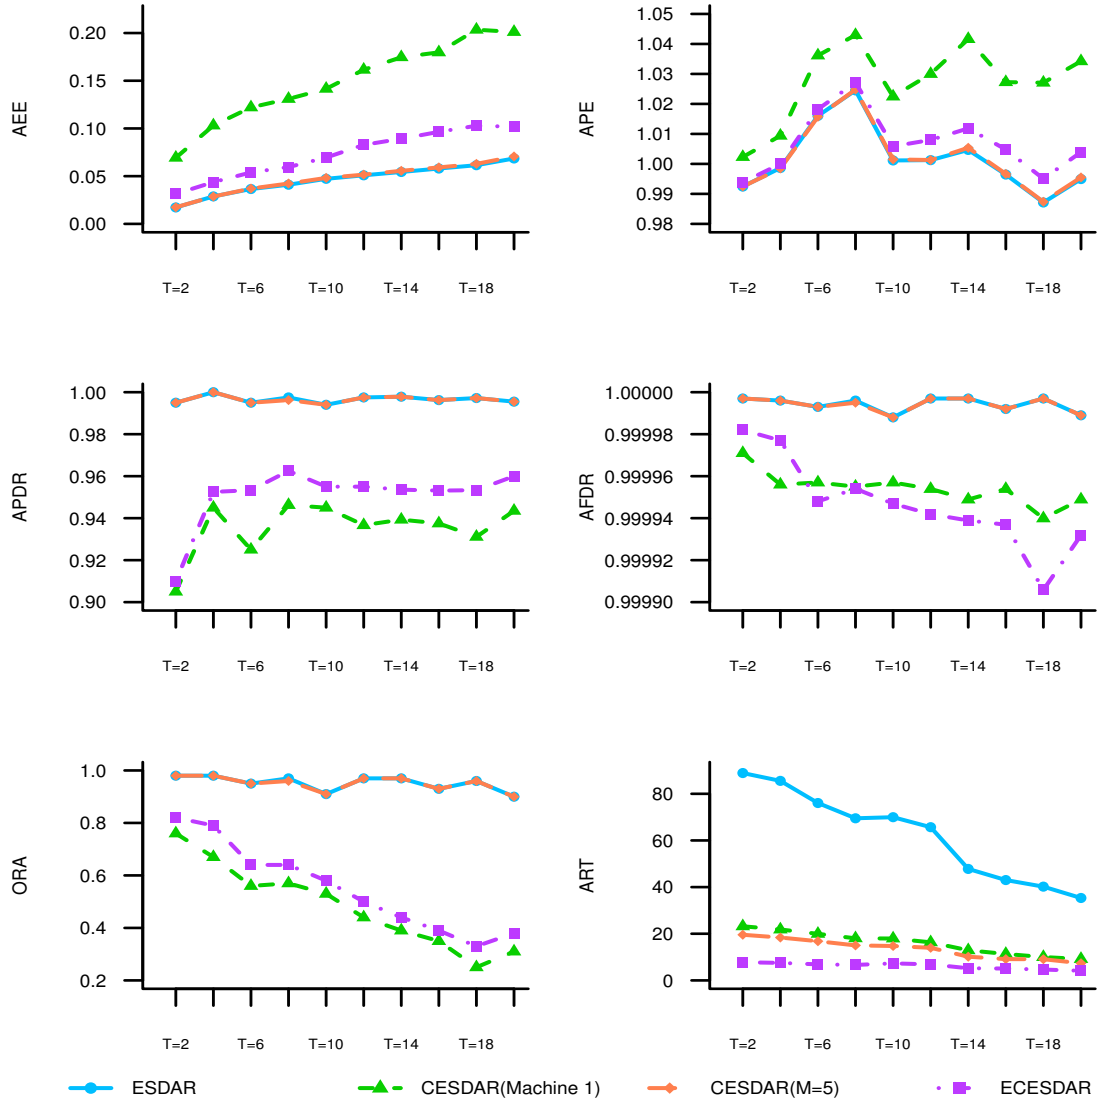 AEE
0.20
0.15
0.10
0.05
0.00
T=2 T=6 T=10 T=14 T=18
APE
1.05
1.04
1.03
1.02
1.01
1.00
0.99
0.98
T=2 T=6 T=10 T=14 T=18
APDR
1.00
0.98
0.96
0.94
0.92
0.90
T=2 T=6 T=10 T=14 T=18
AFDR
1.00000
0.99998
0.99996
0.99994
0.99992
0.99990
T=2 T=6 T=10 T=14 T=18
ORA
1.0
0.8
0.6
0.4
0.2
T=2 T=6 T=10 T=14 T=18
ART
80
60
40
20
0
T=2 T=6 T=10 T=14 T=18
ESDAR CESDAR(Machine 1) CESDAR(M=5) ECESDAR